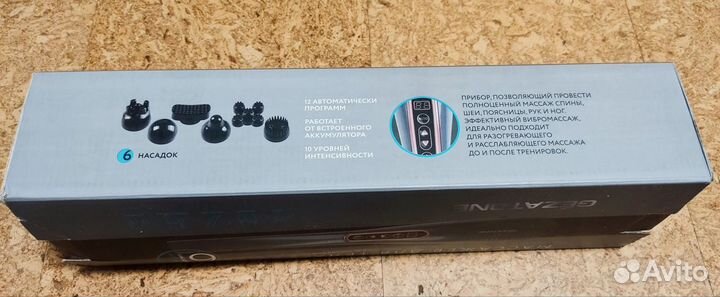 6 НАСАДОК
12 АВТОМАТИЧЕСКИ
ПРОГРАММ
РАБОТАЕТ
ОТ ВСТРОЕННОГО
АККУМУЛЯТОРА
10 УРОВНЕЙ
ИНТЕНСИВНОСТИ
ПРИБОР, ПОЗВОЛЯЮЩИЙ ПРОВЕСТИ
ПОЛНОЦЕННЫЙ МАССАЖ СПИНЫ,
ШЕИ, ПОЯСНИЦЫ, РУК И НОГ.
ЭФФЕКТИВНЫЙ ВИБРОМАССАЖ,
ИДЕАЛЬНО ПОДХОДИТ
ДЛЯ РАЗОГРЕВАЮЩЕГО
И РАССЛАБЛЯЮЩЕГО МАССАЖА
ДО И ПОСЛЕ ТРЕНИРОВОК.
GEZATONE
Avito